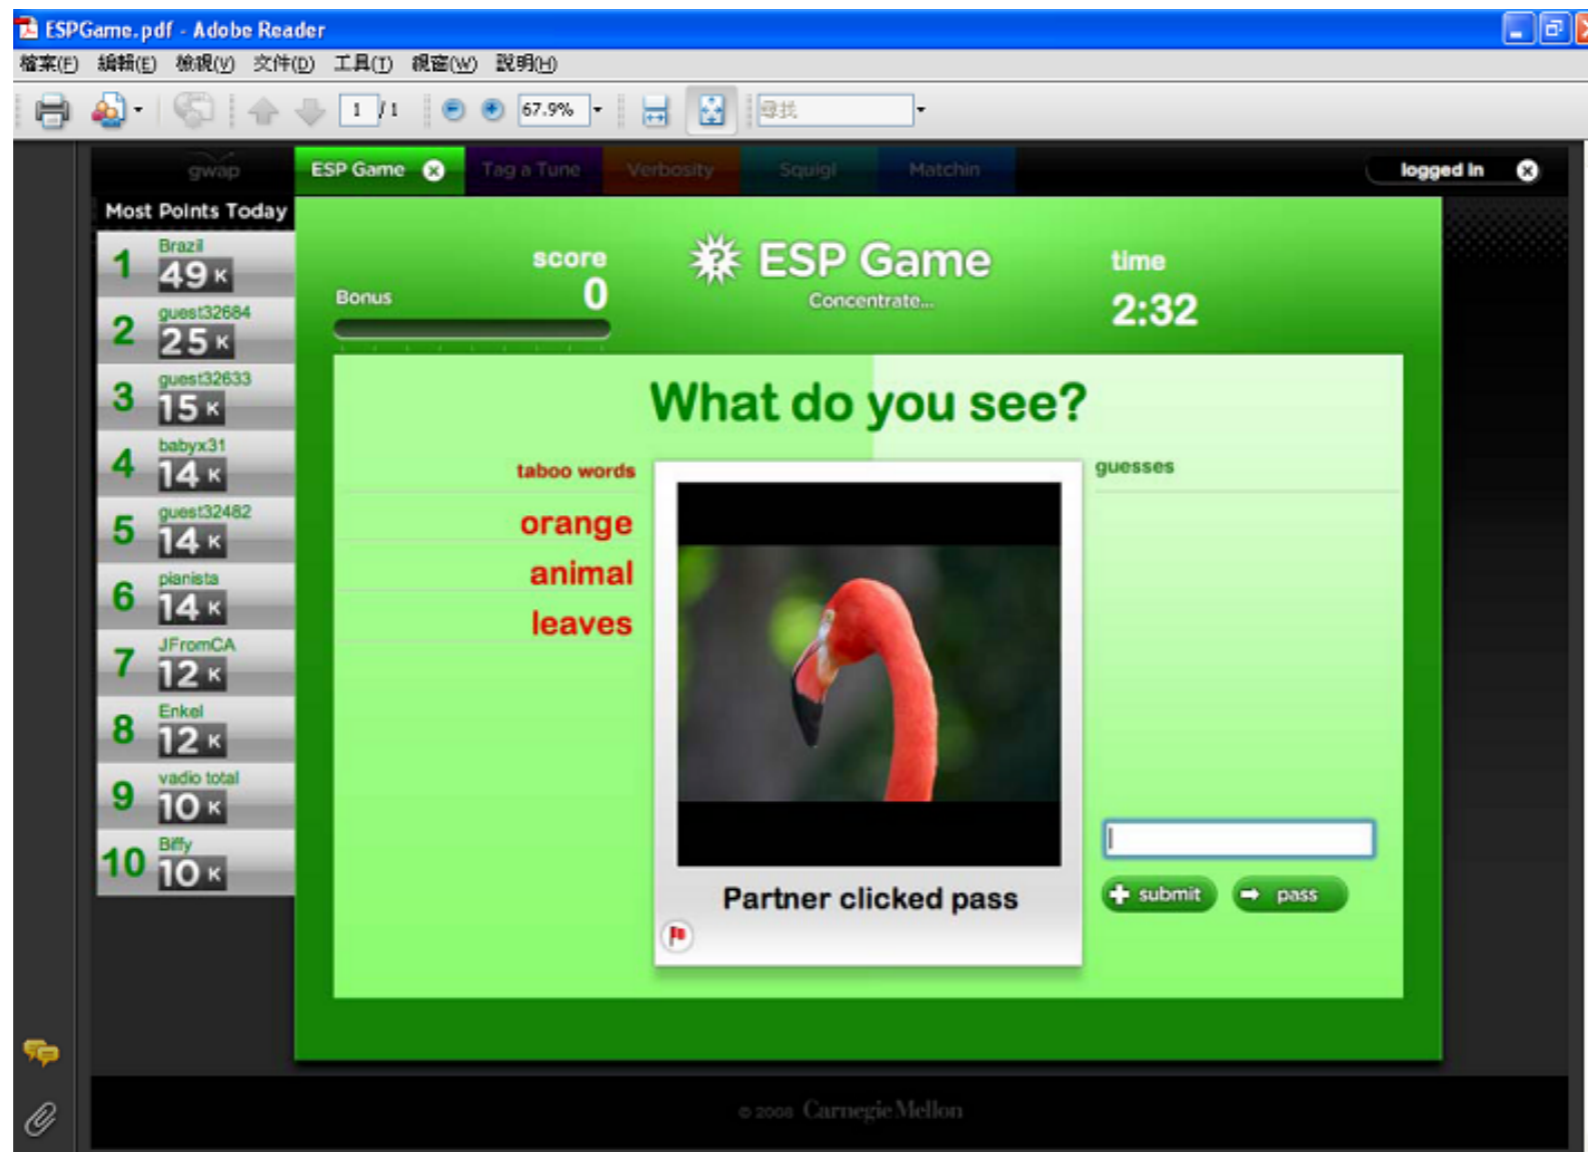 ESPGame.pdf - Adobe Reader
檔案(F) 編輯(E) 檢視(V) 文件(D) 工具(T) 視窗(W) 說明(H)
1 / 1 67.9% 尋找
gwap ESP Game Tag a Tune Verbosity Squigl Matchin logged in
Most Points Today
1 Brazil
49 K
2 guest32684
25 K
3 guest32633
15 K
4 babyx31
14 K
5 guest32482
14 K
6 pianista
14 K
7 JFromCA
12 K
8 Enkel
12 K
9 vadio total
10 K
10 Biffy
10 K
Bonus
score
0
ESP Game
Concentrate...
time
2:32
What do you see?
taboo words
orange
animal
leaves
guesses
Partner clicked pass
submit pass
© 2008 Carnegie Mellon